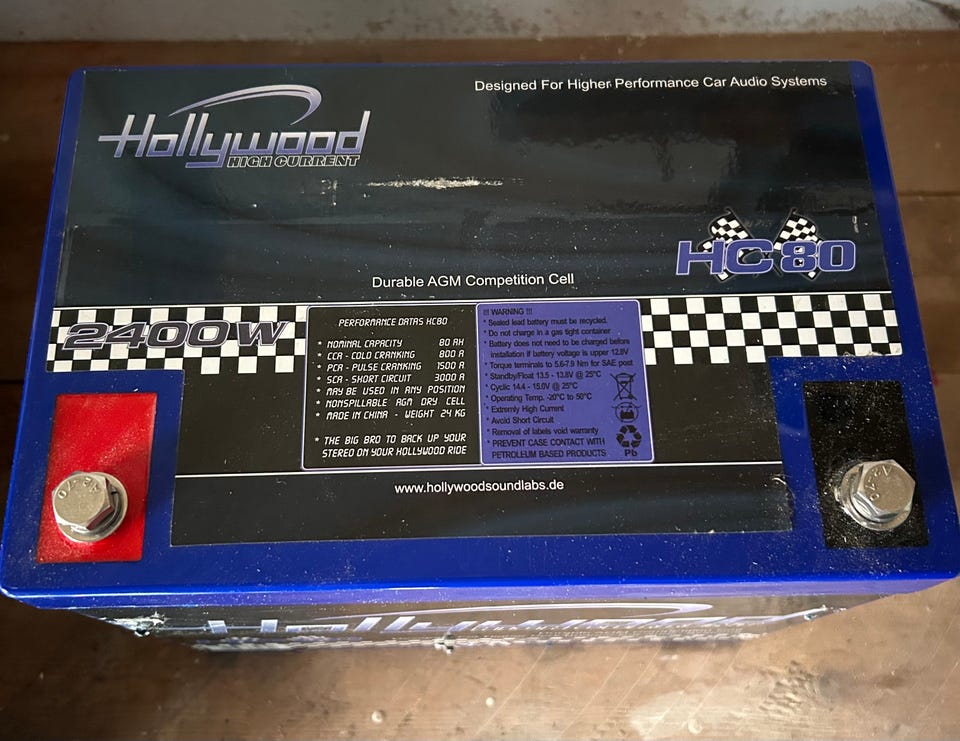 Designed For Higher Performance Car Audio Systems
Hollywood
HIGH CURRENT
HC 80
Durable AGM Competition Cell
2400W
PERFORMANCE DATAS HC80
* NOMINAL CAPACITY 80 AH
* CCA - COLD CRANKING 800 A
* PCA - PULSE CRANKING 1500 A
* SCA - SHORT CIRCUIT 3000 A
MAY BE USED IN ANY POSITION
* NONSPILLABLE AGM DRY CELL
* MADE IN CHINA - WEIGHT 24 KG
* THE BIG BRO TO BACK UP YOUR
STEREO ON YOUR HOLLYWOOD RIDE
!!! WARNING !!!
* Sealed lead battery must be recycled.
* Do not charge in a gas tight container
* Battery does not need to be charged before
installation if battery voltage is upper 12.8V
* Torque terminals to 5.6-7.9 Nm for SAE post
* Standby/Float 13.5 - 13.8V @ 25°C
* Cyclic 14.4 - 15.0V @ 25°C
* Operating Temp. -20°C to 50°C
* Extremly High Current
* Avoid Short Circuit
* Removal of labels void warranty
* PREVENT CASE CONTACT WITH
PETROLEUM BASED PRODUCTS
Pb
www.hollywoodsoundlabs.de
Hollywood